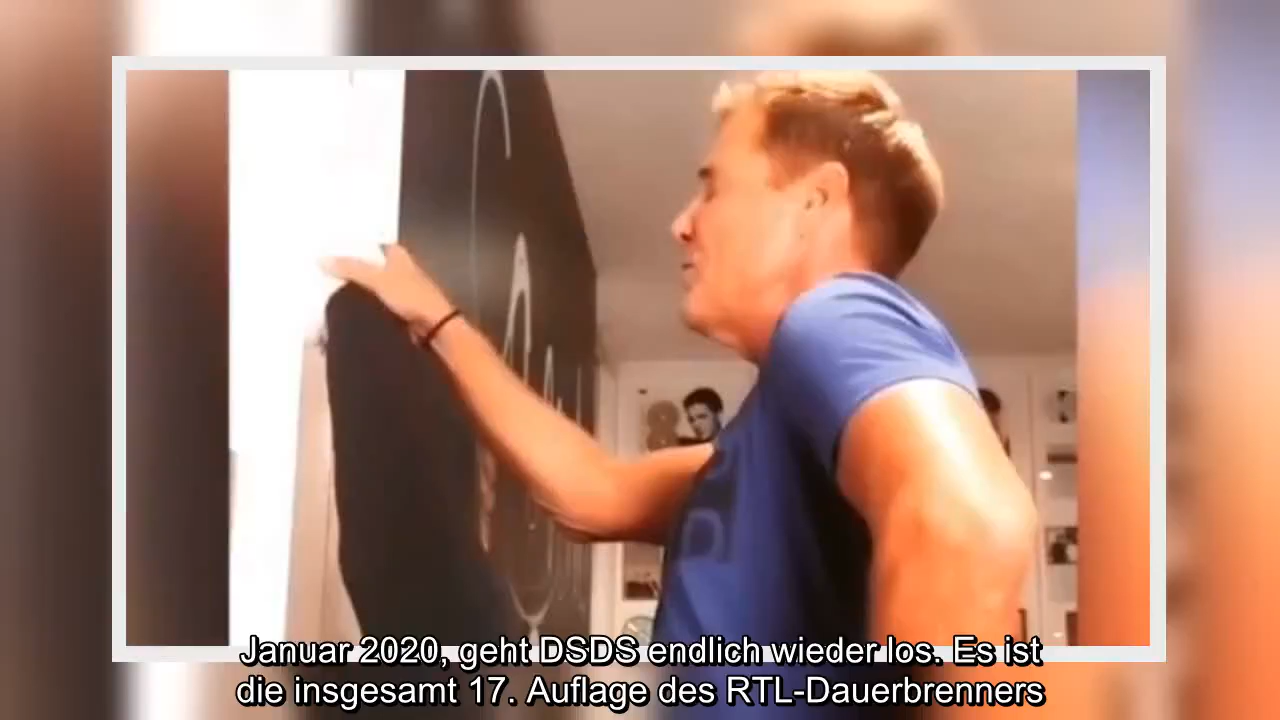 Januar 2020, geht DSDS endlich wieder los. Es ist
die insgesamt 17. Auflage des RTL-Dauerbrenners